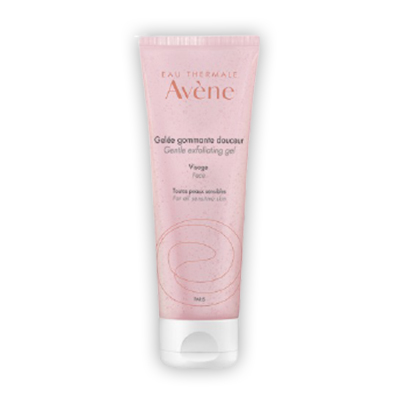 EAU THERMALE
Avène
Gelée gommante douceur
Gentle exfoliating gel
Visage
Face
Toutes peaux sensibles
For all sensitive skin